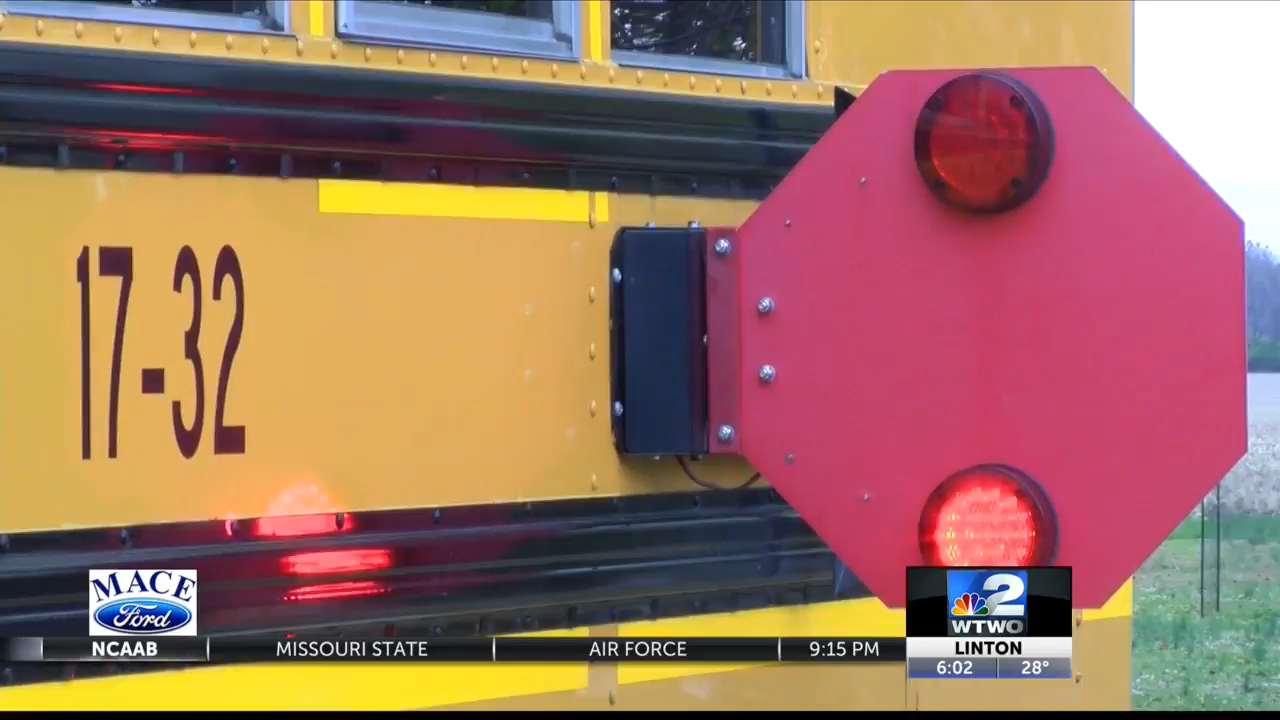 17-32
MACE
Ford
2
WTWO
NCAAB MISSOURI STATE AIR FORCE 9:15 PM LINTON
6:02 28°